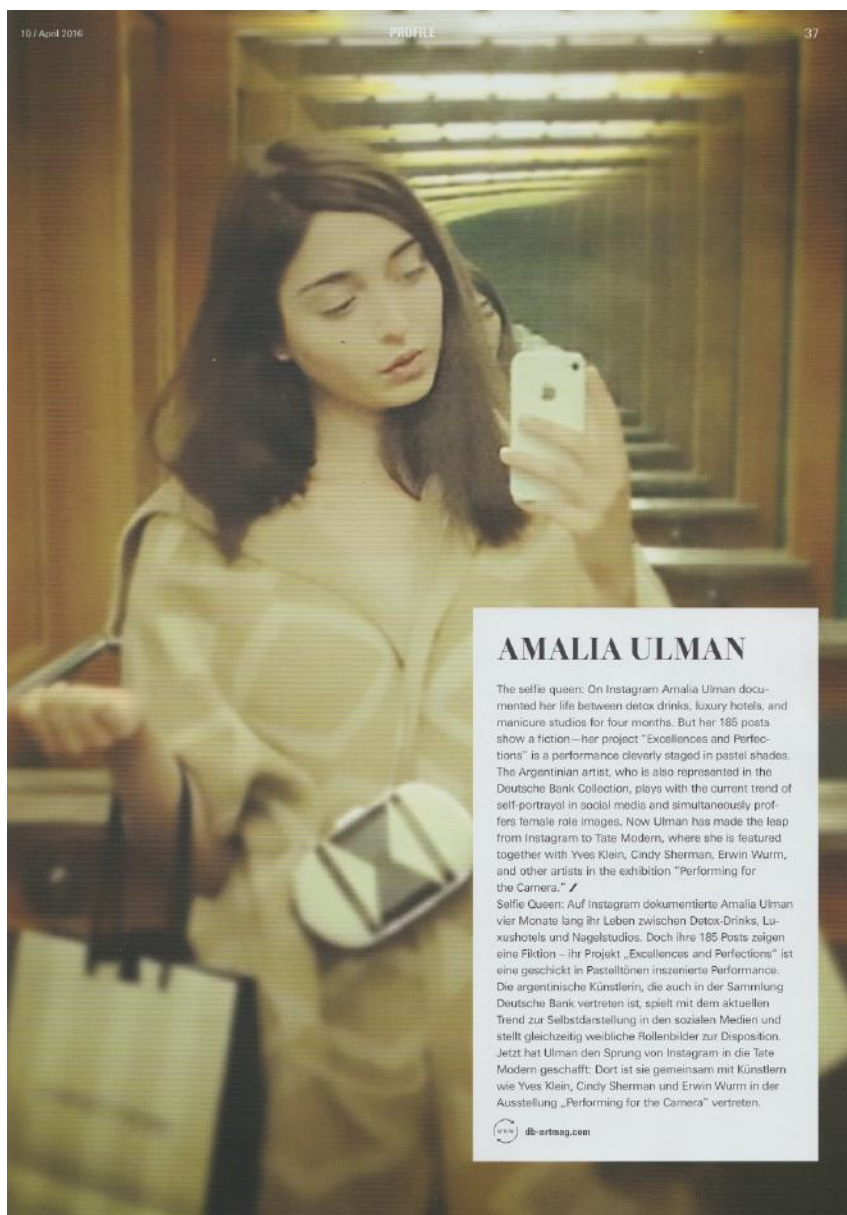 10 / April 2016
PROFILE
37
AMALIA ULMAN
The selfie queen: On Instagram Amalia Ulman docu-
mented her life between detox drinks, luxury hotels, and
manicure studios for four months. But her 185 posts
show a fiction—her project "Excellences and Perfec-
tions" is a performance cleverly staged in pastel shades.
The Argentinian artist, who is also represented in the
Deutsche Bank Collection, plays with the current trend of
self-portrayal in social media and simultaneously prof-
fers female role images. Now Ulman has made the leap
from Instagram to Tate Modern, where she is featured
together with Yves Klein, Cindy Sherman, Erwin Wurm,
and other artists in the exhibition "Performing for
the Camera." /
Selfie Queen: Auf Instagram dokumentierte Amalia Ulman
vier Monate lang ihr Leben zwischen Detox-Drinks, Lu-
xushotels und Nagelstudios. Doch ihre 185 Posts zeigen
eine Fiktion – ihr Projekt „Excellences and Perfections" ist
eine geschickt in Pastelltönen inszenierte Performance.
Die argentinische Künstlerin, die auch in der Sammlung
Deutsche Bank vertreten ist, spielt mit dem aktuellen
Trend zur Selbstdarstellung in den sozialen Medien und
stellt gleichzeitig weibliche Rollenbilder zur Disposition.
Jetzt hat Ulman den Sprung von Instagram in die Tate
Modern geschafft: Dort ist sie gemeinsam mit Künstlern
wie Yves Klein, Cindy Sherman und Erwin Wurm in der
Ausstellung „Performing for the Camera" vertreten.
www db-artmag.com